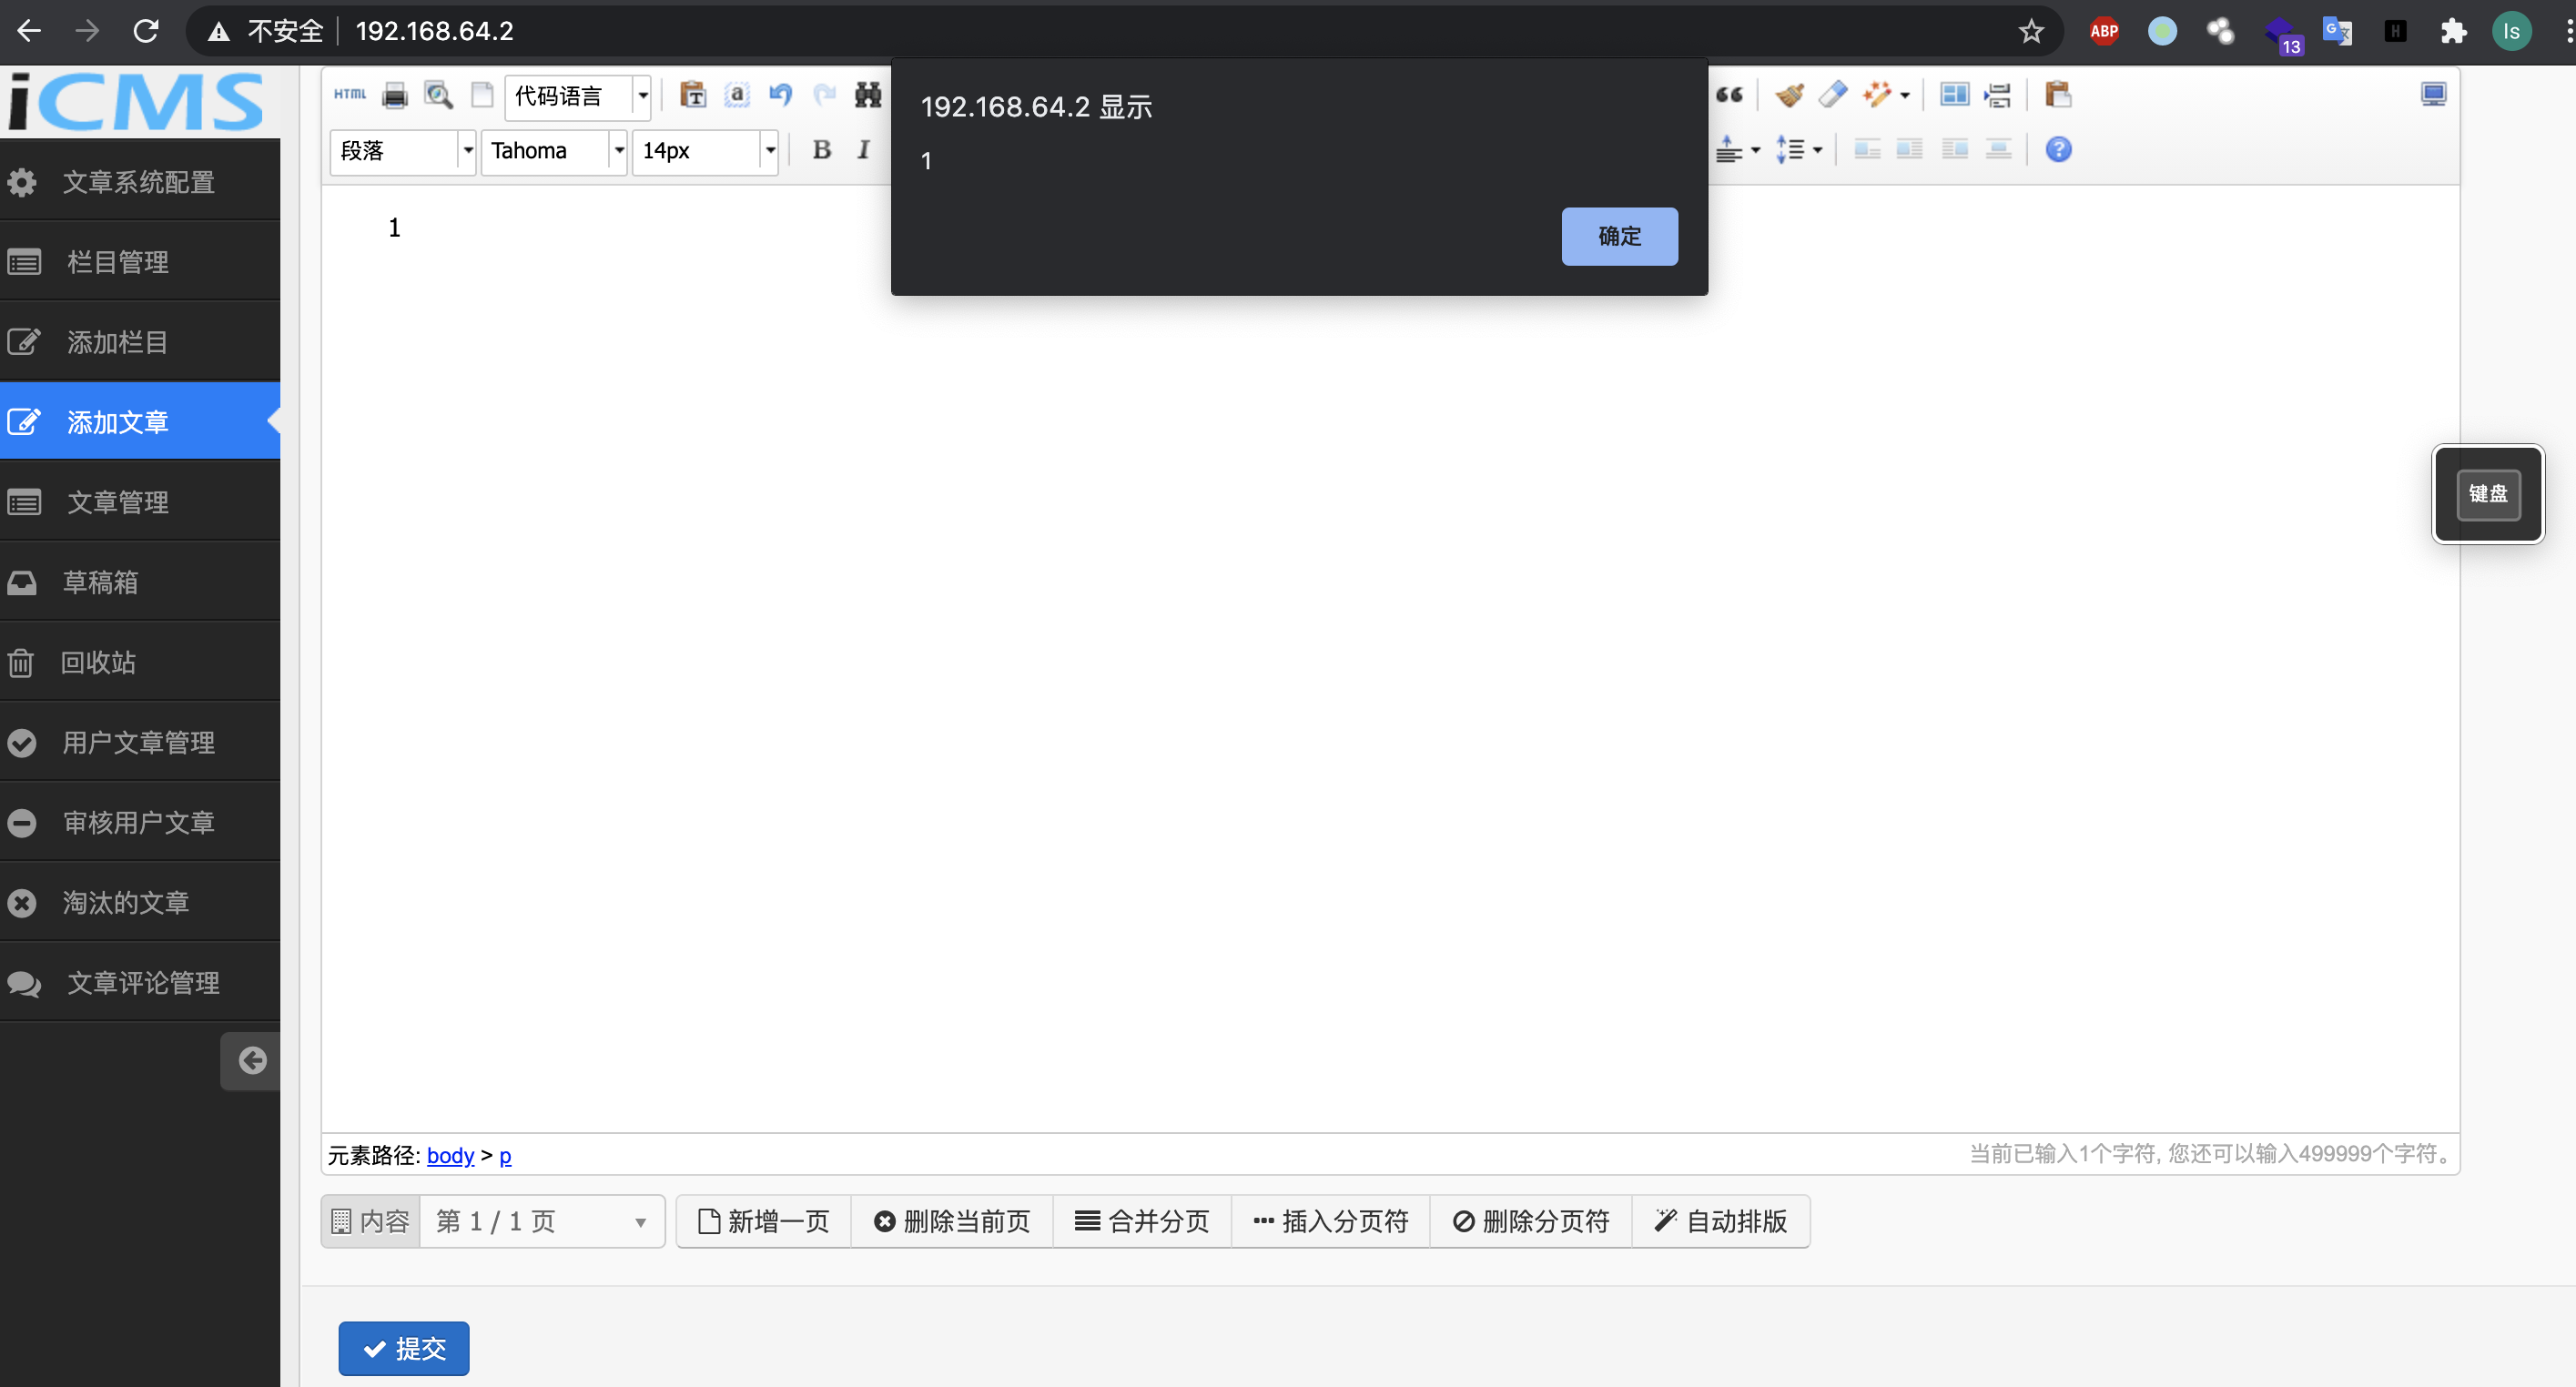 不安全 192.168.64.2
ABP
13
G
H
ls
iCMS
文章系统配置
栏目管理
添加栏目
添加文章
文章管理
草稿箱
回收站
用户文章管理
审核用户文章
淘汰的文章
文章评论管理
HTML
代码语言
T
a
段落
Tahoma
14px
B I
192.168.64.2 显示
1
确定
1
键盘
元素路径: body > p
当前已输入1个字符, 您还可以输入499999个字符。
内容 第 1 / 1 页
新增一页
删除当前页
合并分页
插入分页符
删除分页符
自动排版
提交